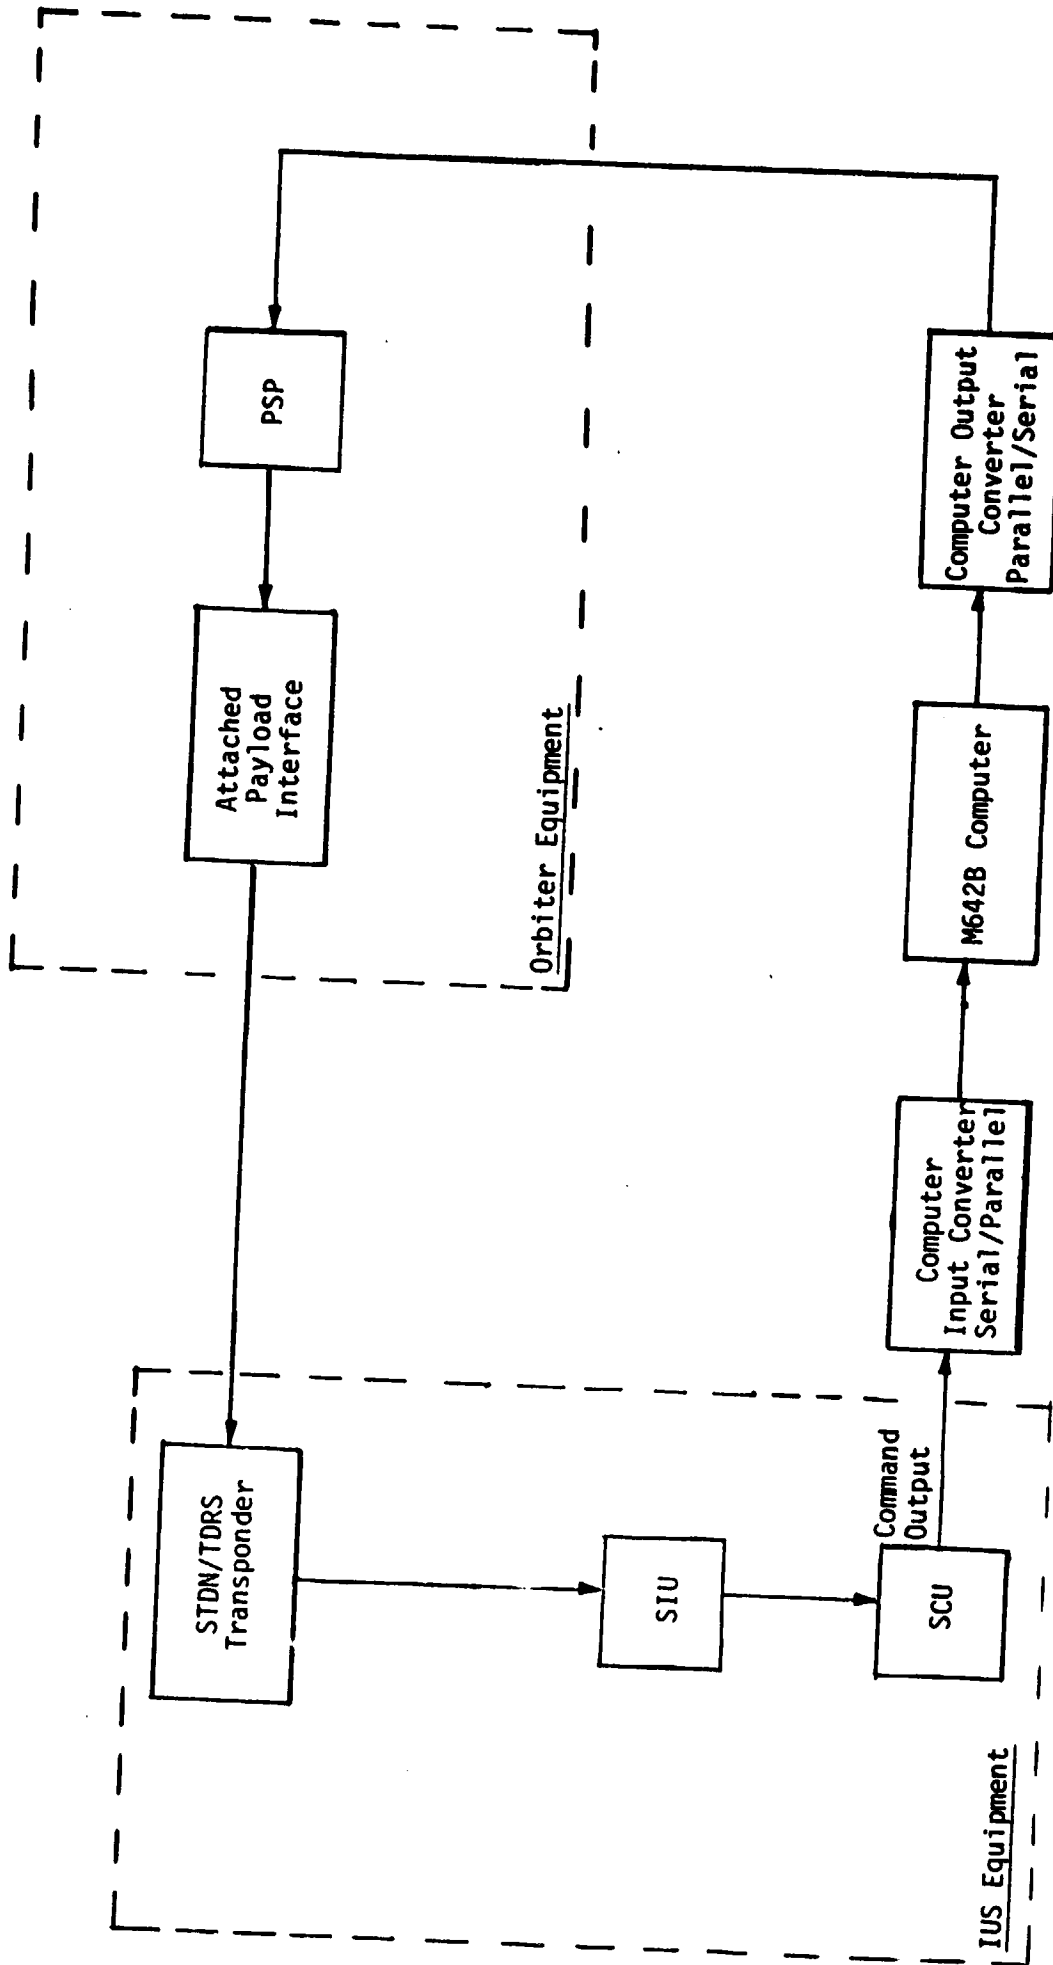 STDN/TDRS
Transponder
Attached
Payload
Interface
PSP
SIU
Orbiter Equipment
Command
Output
SCU
Computer
Input Converter
Serial/Parallel
M642B Computer
Computer Output
Converter
Parallel/Serial
IUS Equipment